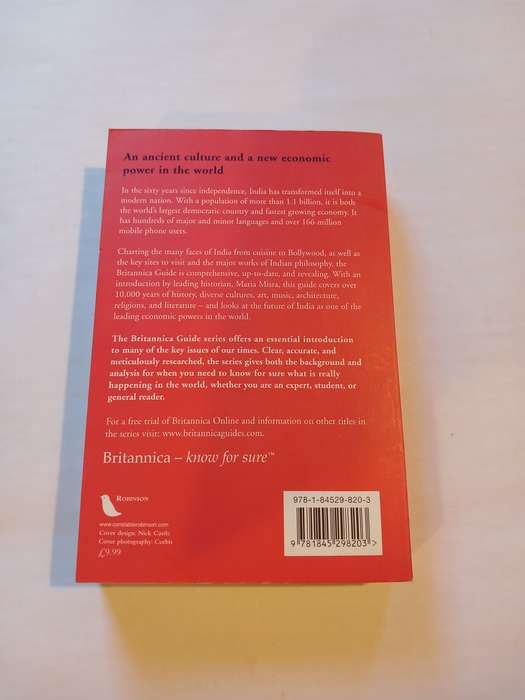 An ancient culture and a new economic
power in the world
In the sixty years since independence, India has transformed itself into a
modern nation. With a population of more than 1.1 billion, it is both
the world's largest democratic country and fastest growing economy. It
has hundreds of major and minor languages and over 166 million
mobile phone users.
Charting the many faces of India from cuisine to Bollywood, as well as
the key sites to visit and the major works of Indian philosophy, the
Britannica Guide is comprehensive, up-to-date, and revealing. With an
introduction by leading historian, Maria Misra, this guide covers over
10,000 years of history, diverse cultures, art, music, architecture,
religions, and literature – and looks at the future of India as one of the
leading economic powers in the world.
The Britannica Guide series offers an essential introduction
to many of the key issues of our times. Clear, accurate, and
meticulously researched, the series gives both the background and
analysis for when you need to know for sure what is really
happening in the world, whether you are an expert, student, or
general reader.
For a free trial of Britannica Online and information on other titles in
the series visit: www.britannicaguides.com.
Britannica – know for sure™
ROBINSON
www.constablerobinson.com
Cover design: Nick Castle
Cover photography: Corbis
£9.99
978-1-84529-820-3
9 781845 298203 >